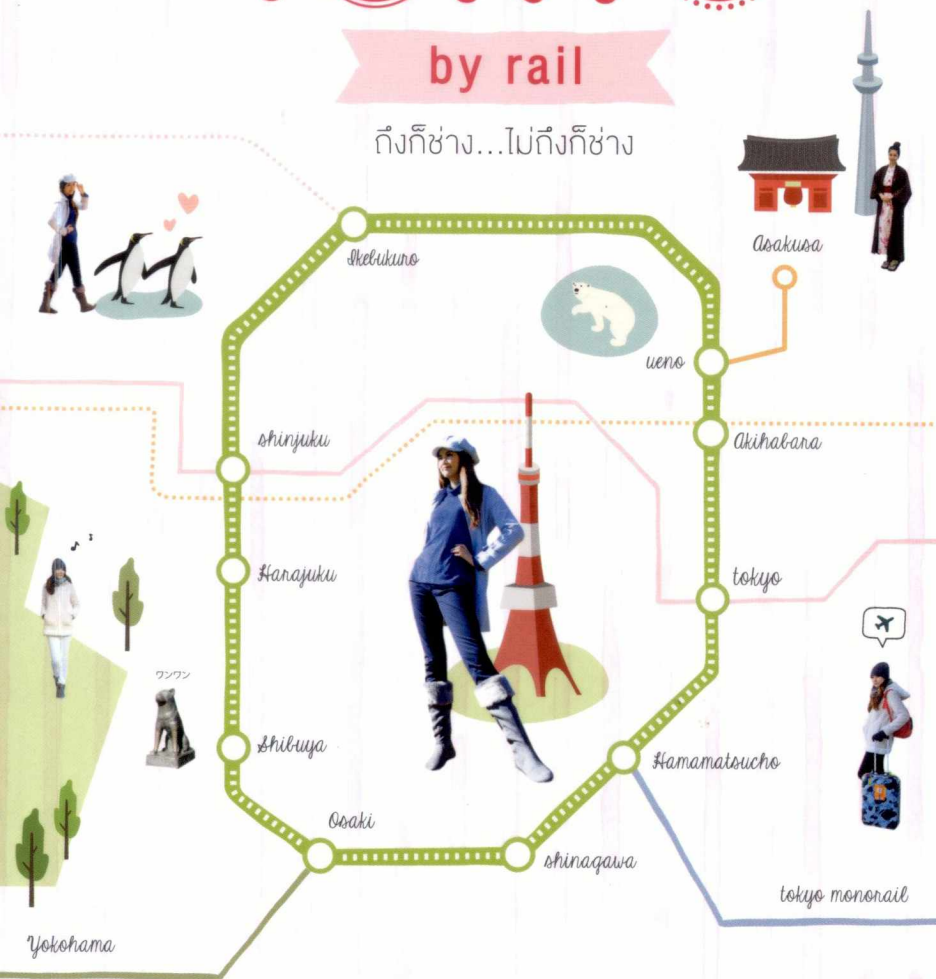 by rail
ถึงก็ช่าง...ไม่ถึงก็ช่าง
Ikebukuro
Asakusa
ueno
shinjuku
Akihabara
Harajuku
tokyo
ワンワン
Shibuya
Hamamatsucho
Osaki
shinagawa
tokyo monorail
Yokohama